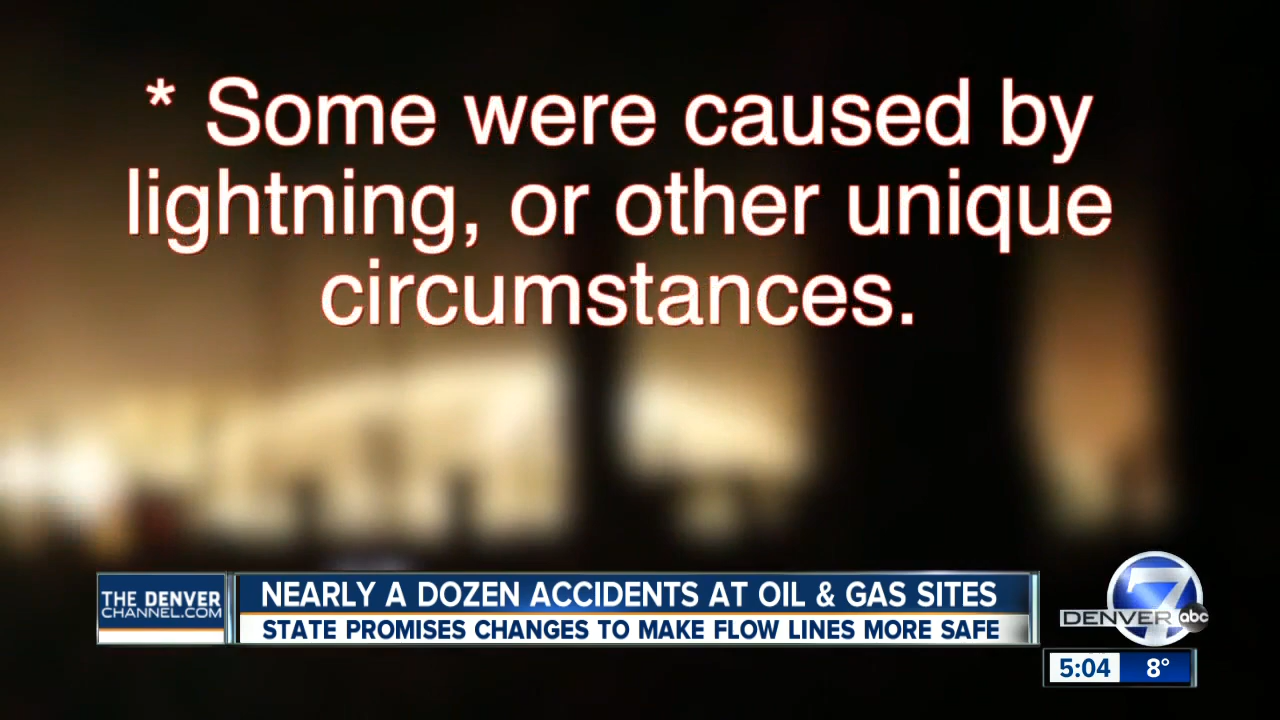 * Some were caused by
lightning, or other unique
circumstances.
THE DENVER
CHANNEL.COM
NEARLY A DOZEN ACCIDENTS AT OIL & GAS SITES
STATE PROMISES CHANGES TO MAKE FLOW LINES MORE SAFE
7
DENVER abc
5:04 8°